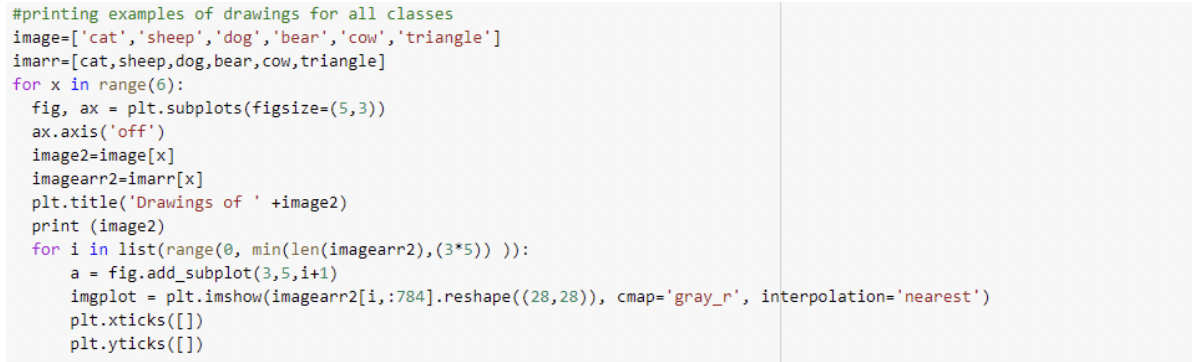 #printing examples of drawings for all classes
image=['cat','sheep','dog','bear','cow','triangle']
imarr=[cat,sheep,dog,bear,cow,triangle]
for x in range(6):
  fig, ax = plt.subplots(figsize=(5,3))
  ax.axis('off')
  image2=image[x]
  imagearr2=imarr[x]
  plt.title('Drawings of ' +image2)
  print (image2)
  for i in list(range(0, min(len(imagearr2),(3*5)) )):
      a = fig.add_subplot(3,5,i+1)
      imgplot = plt.imshow(imagearr2[i,:784].reshape((28,28)), cmap='gray_r', interpolation='nearest')
      plt.xticks([])
      plt.yticks([])